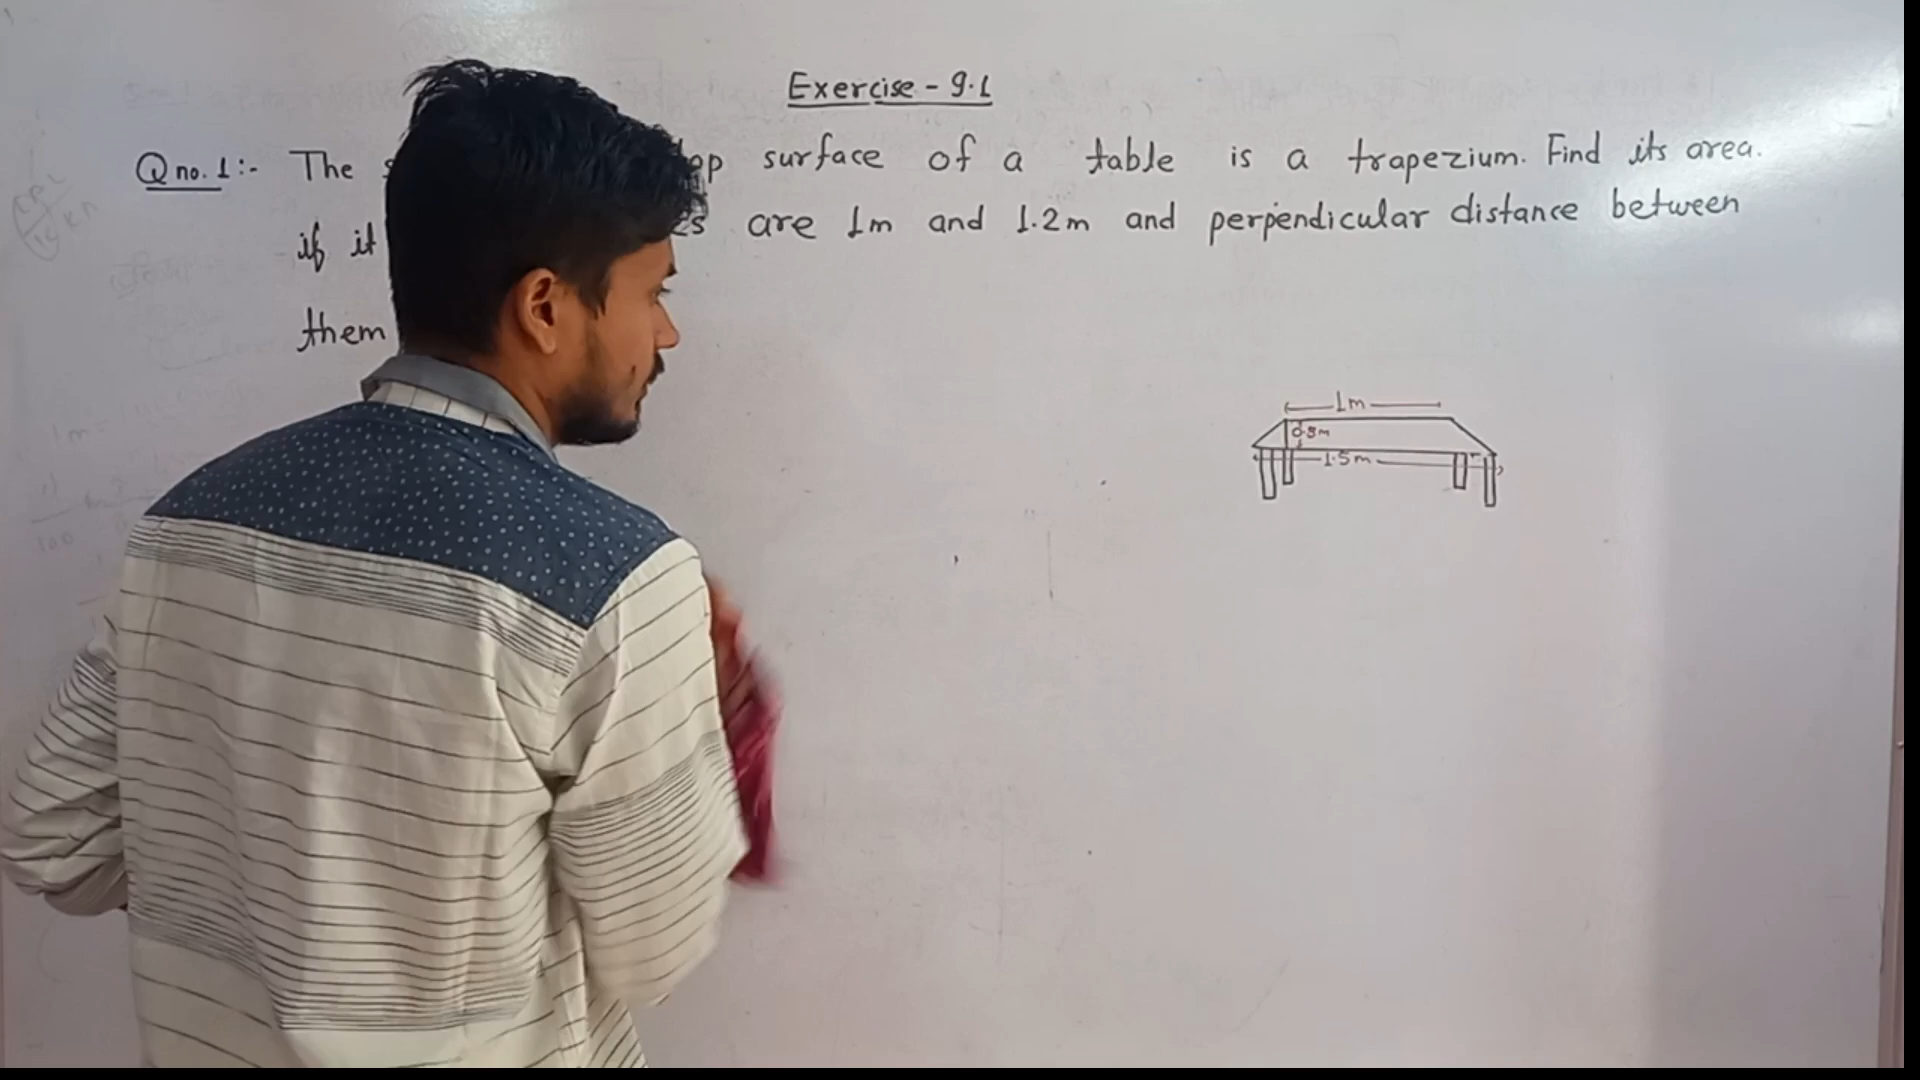 Exercise - 9.1
Q no. 1:- The top surface of a table is a trapezium. Find its area.
if it are 1m and 1.2m and perpendicular distance between
them
1m
0.8m
1.5m